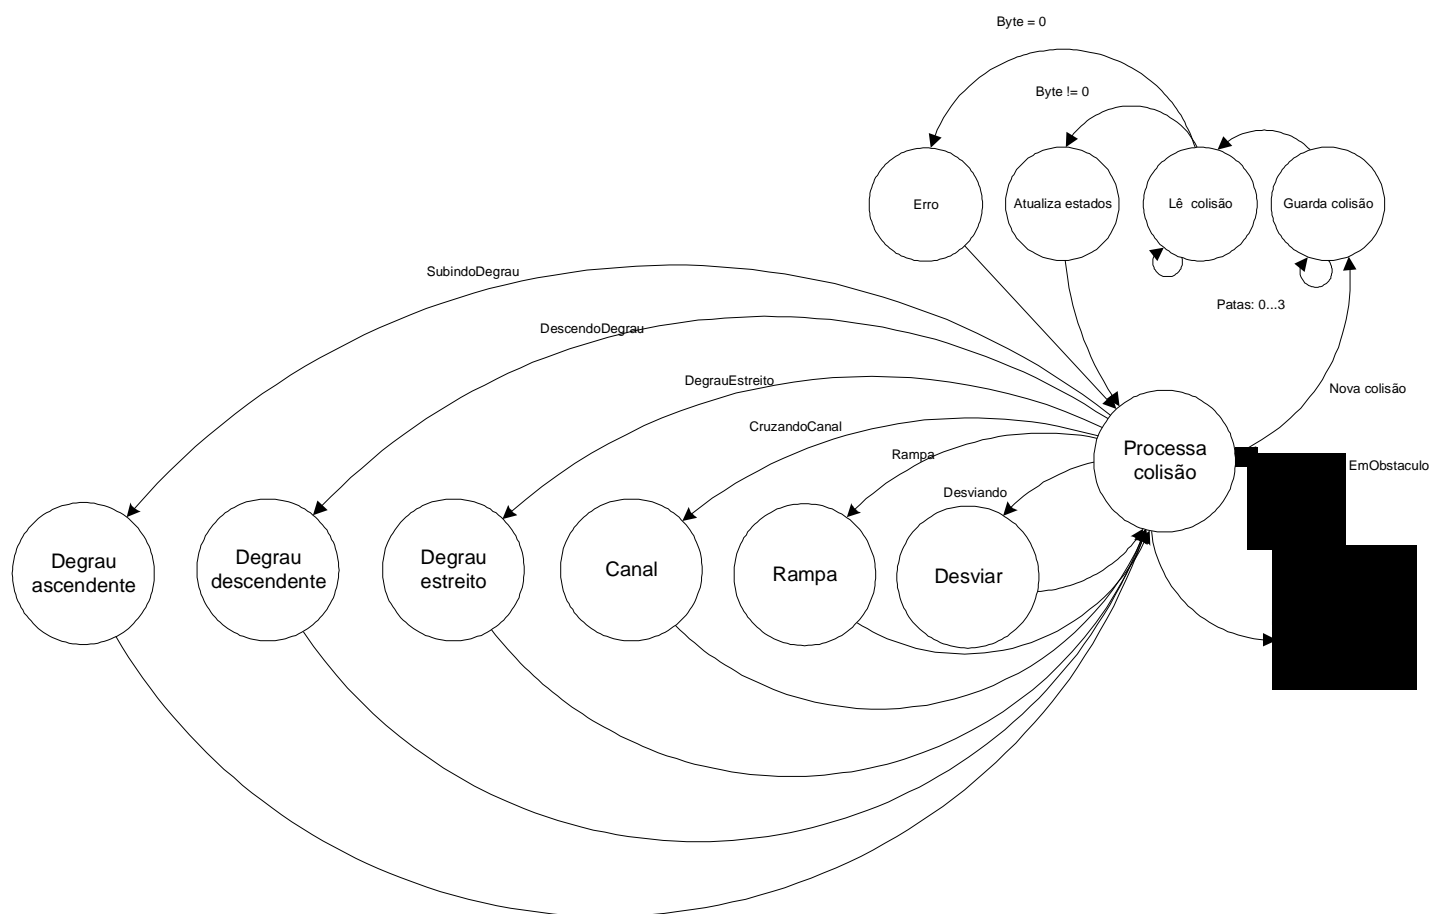 Byte = 0
Byte != 0
Erro
Atualiza estados
Lê colisão
Guarda colisão
SubindoDegrau
Patas: 0...3
DescendoDegrau
DegrauEstreito
Nova colisão
CruzandoCanal
Processa
colisão
Rampa
EmObstaculo
Desviando
Degrau
ascendente
Degrau
descendente
Degrau
estreito
Canal
Rampa
Desviar